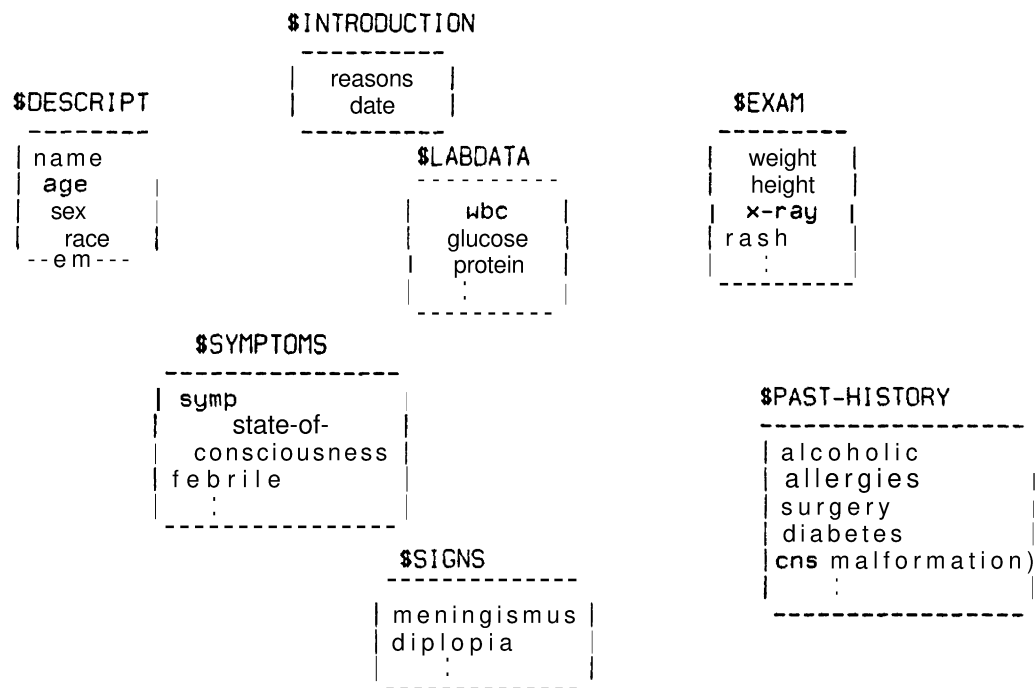 $INTRODUCTION
reasons
date
$DESCRIPT
name
age
sex
race
--em---
$LABDATA
wbc
glucose
protein
$EXAM
weight
height
x-ray
rash
$SYMPTOMS
symp
state-of-
consciousness
febrile
$PAST-HISTORY
alcoholic
allergies
surgery
diabetes
cns malformation)
$SIGNS
meningismus
diplopia